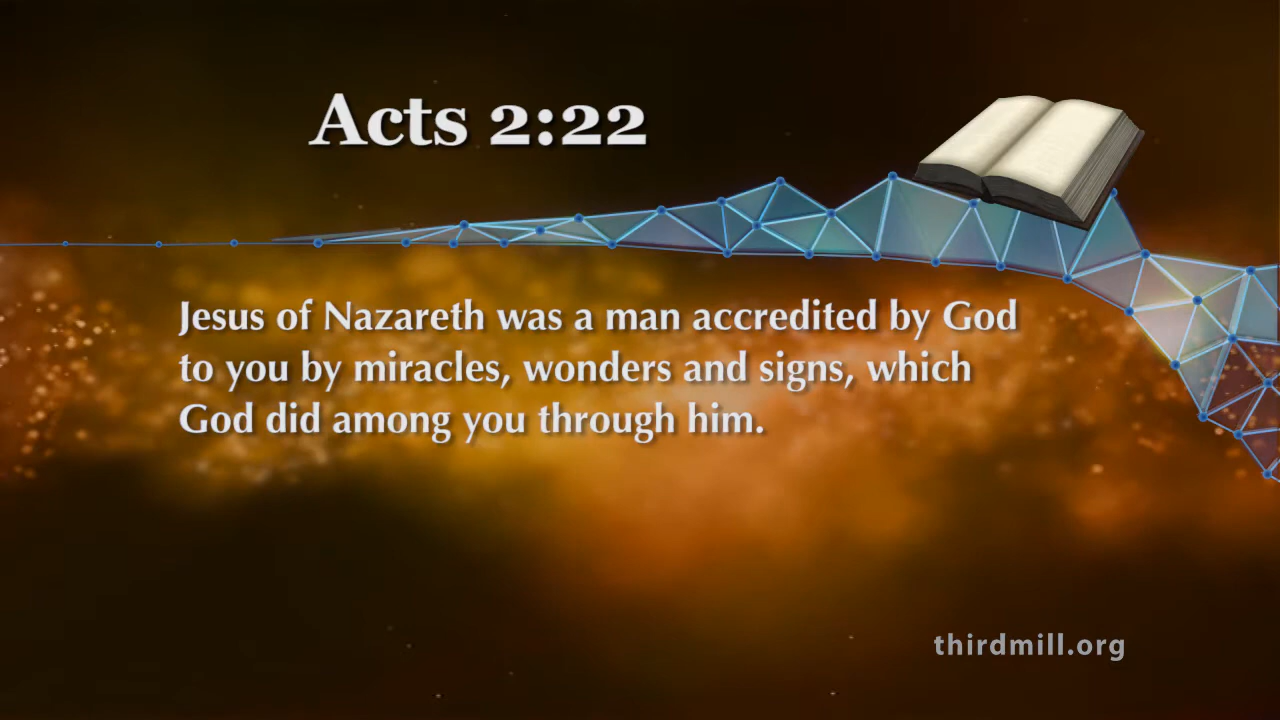 Acts 2:22
Jesus of Nazareth was a man accredited by God
to you by miracles, wonders and signs, which
God did among you through him.
thirdmill.org